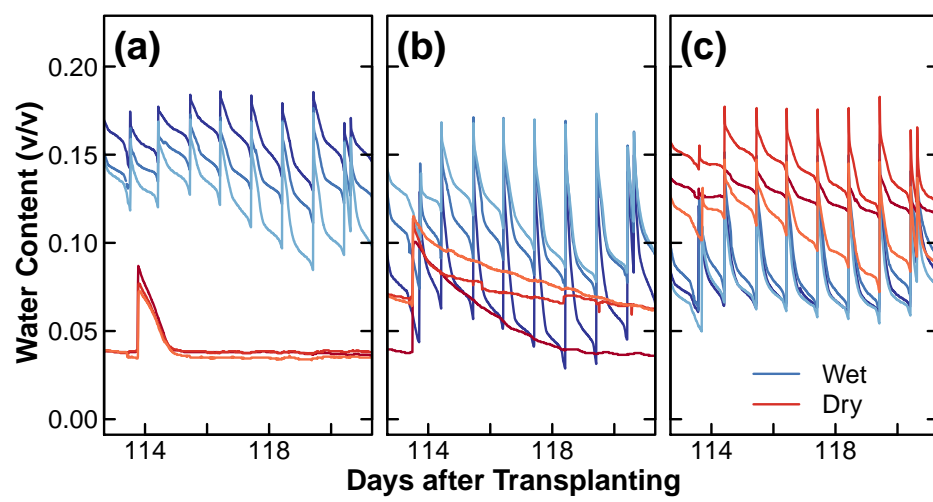 (a) (b) (c)
Water Content (v/v)
0.20
0.15
0.10
0.05
0.00
Wet
Dry
114 118 114 118 114 118
Days after Transplanting